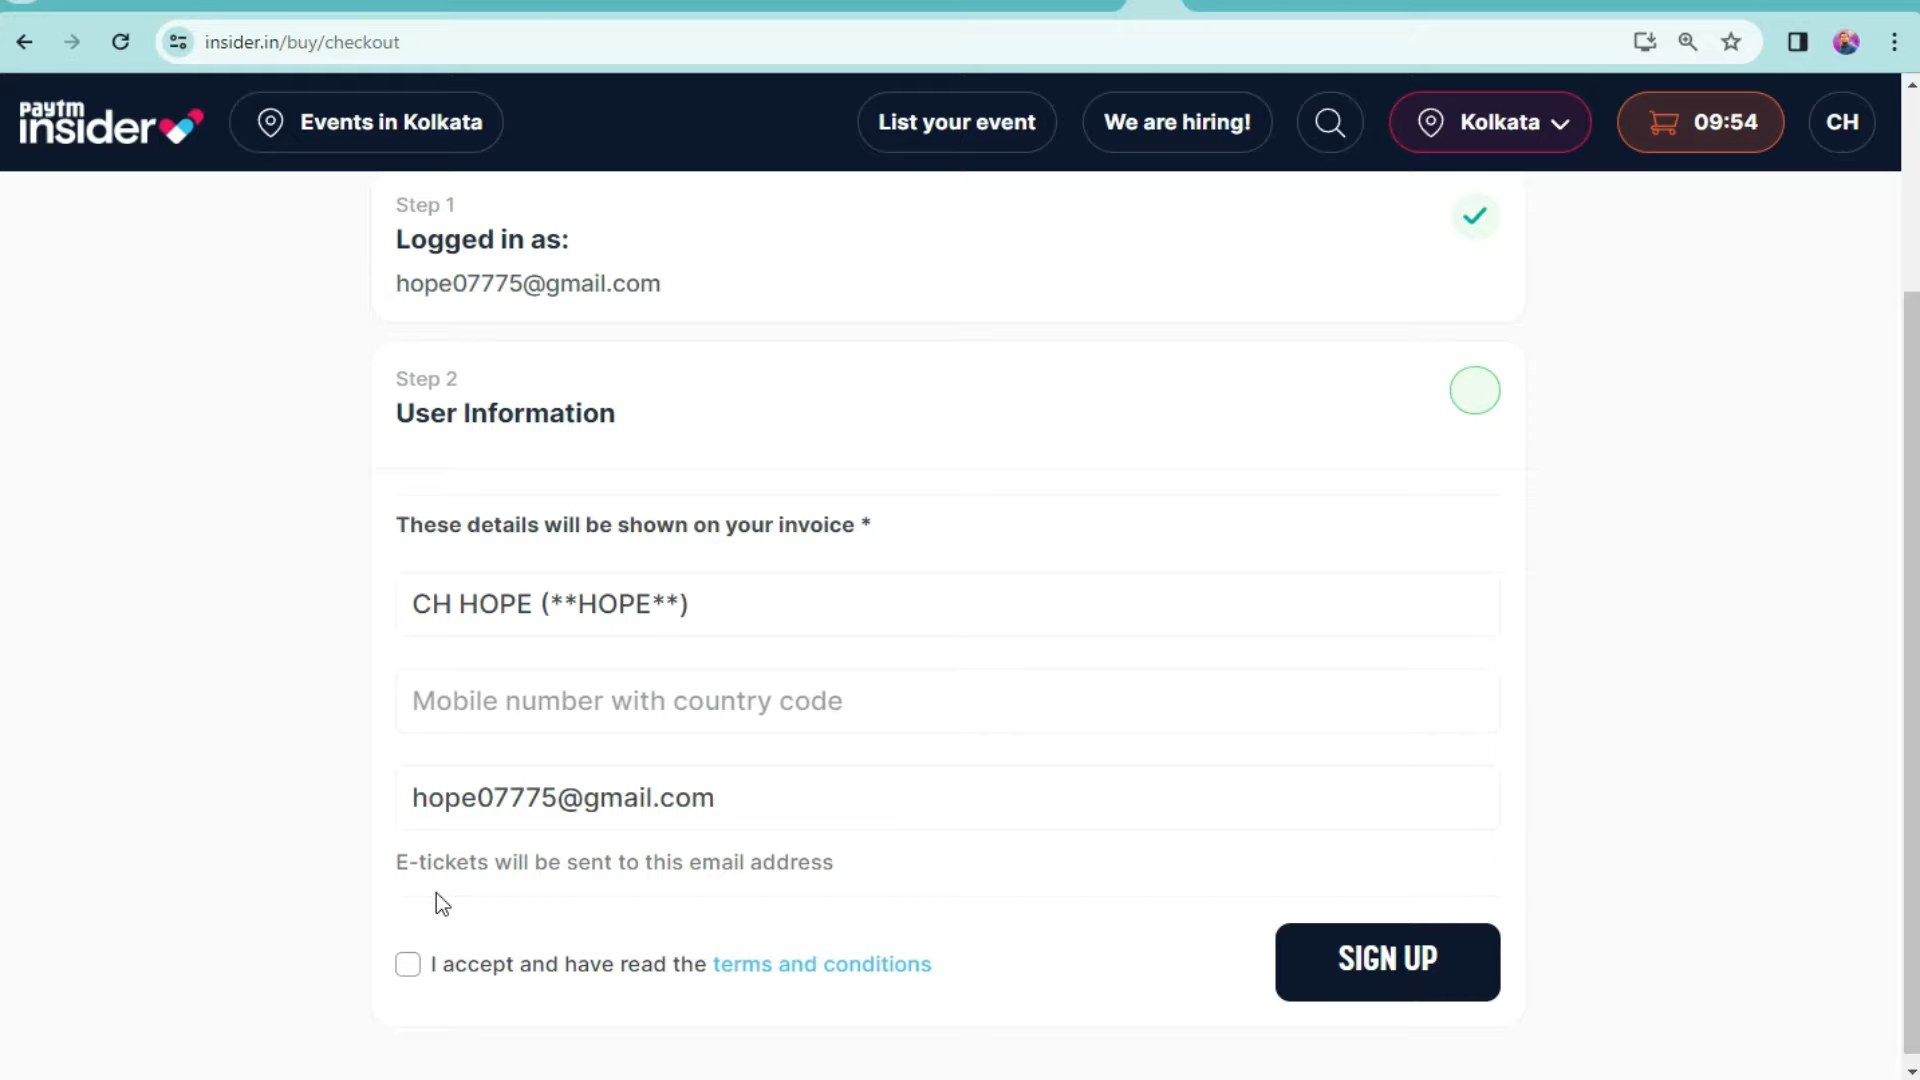 insider.in/buy/checkout
paytm
insider
Events in Kolkata
List your event
We are hiring!
Kolkata
09:54
CH
Step 1
Logged in as:
hope07775@gmail.com
Step 2
User Information
These details will be shown on your invoice *
CH HOPE (**HOPE**)
Mobile number with country code
hope07775@gmail.com
E-tickets will be sent to this email address
I accept and have read the terms and conditions
SIGN UP